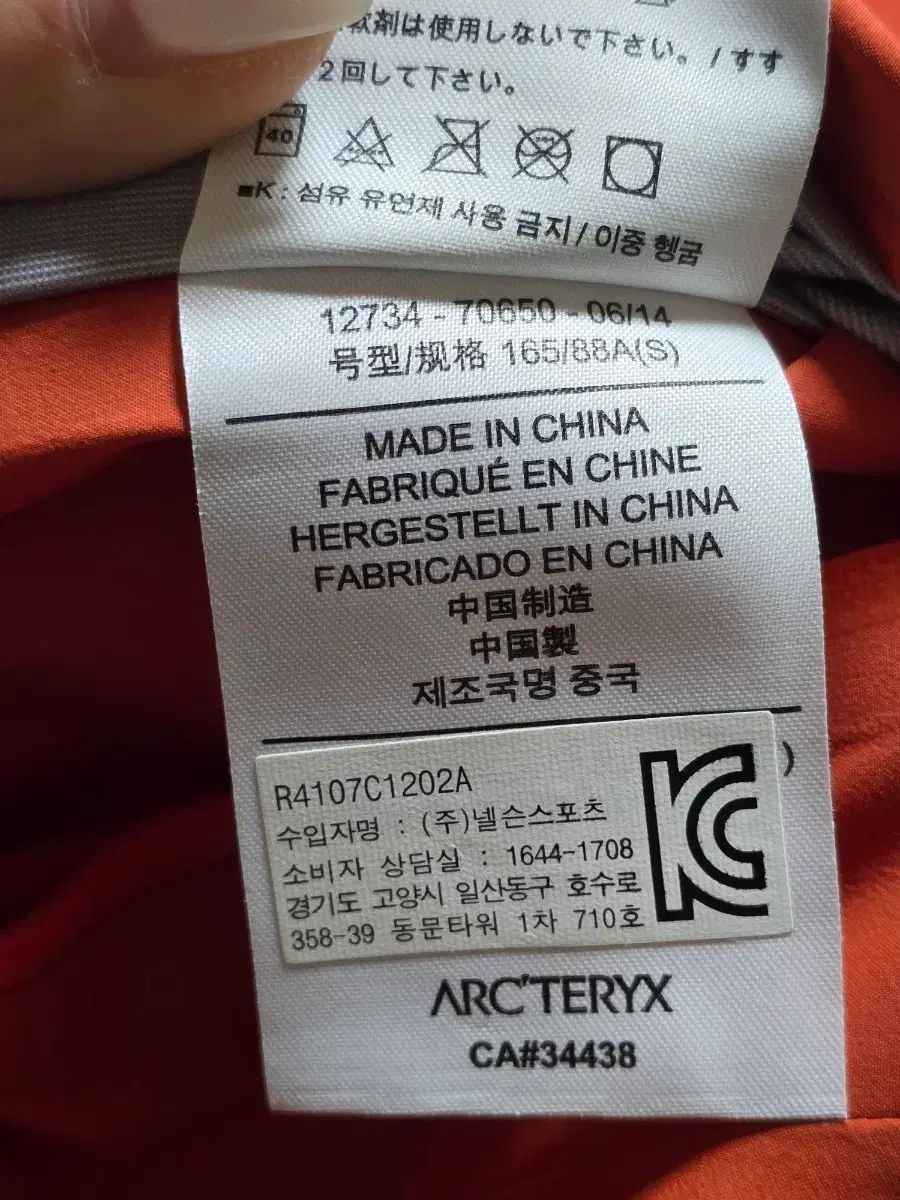 軟剤は使用しないで下さい。/すす
2回して下さい。
40
■K: 섬유 유연제 사용 금지 / 이중 헹굼
12734 - 70650 - 06/14
号型/规格 165/88A(S)
MADE IN CHINA
FABRIQUÉ EN CHINE
HERGESTELLT IN CHINA
FABRICADO EN CHINA
中国制造
中国製
제조국명 중국
R4107C1202A
수입자명 : (주)넬슨스포츠
소비자 상담실 : 1644-1708
경기도 고양시 일산동구 호수로
358-39 동문타워 1차 710호
)
ARC'TERYX
CA#34438